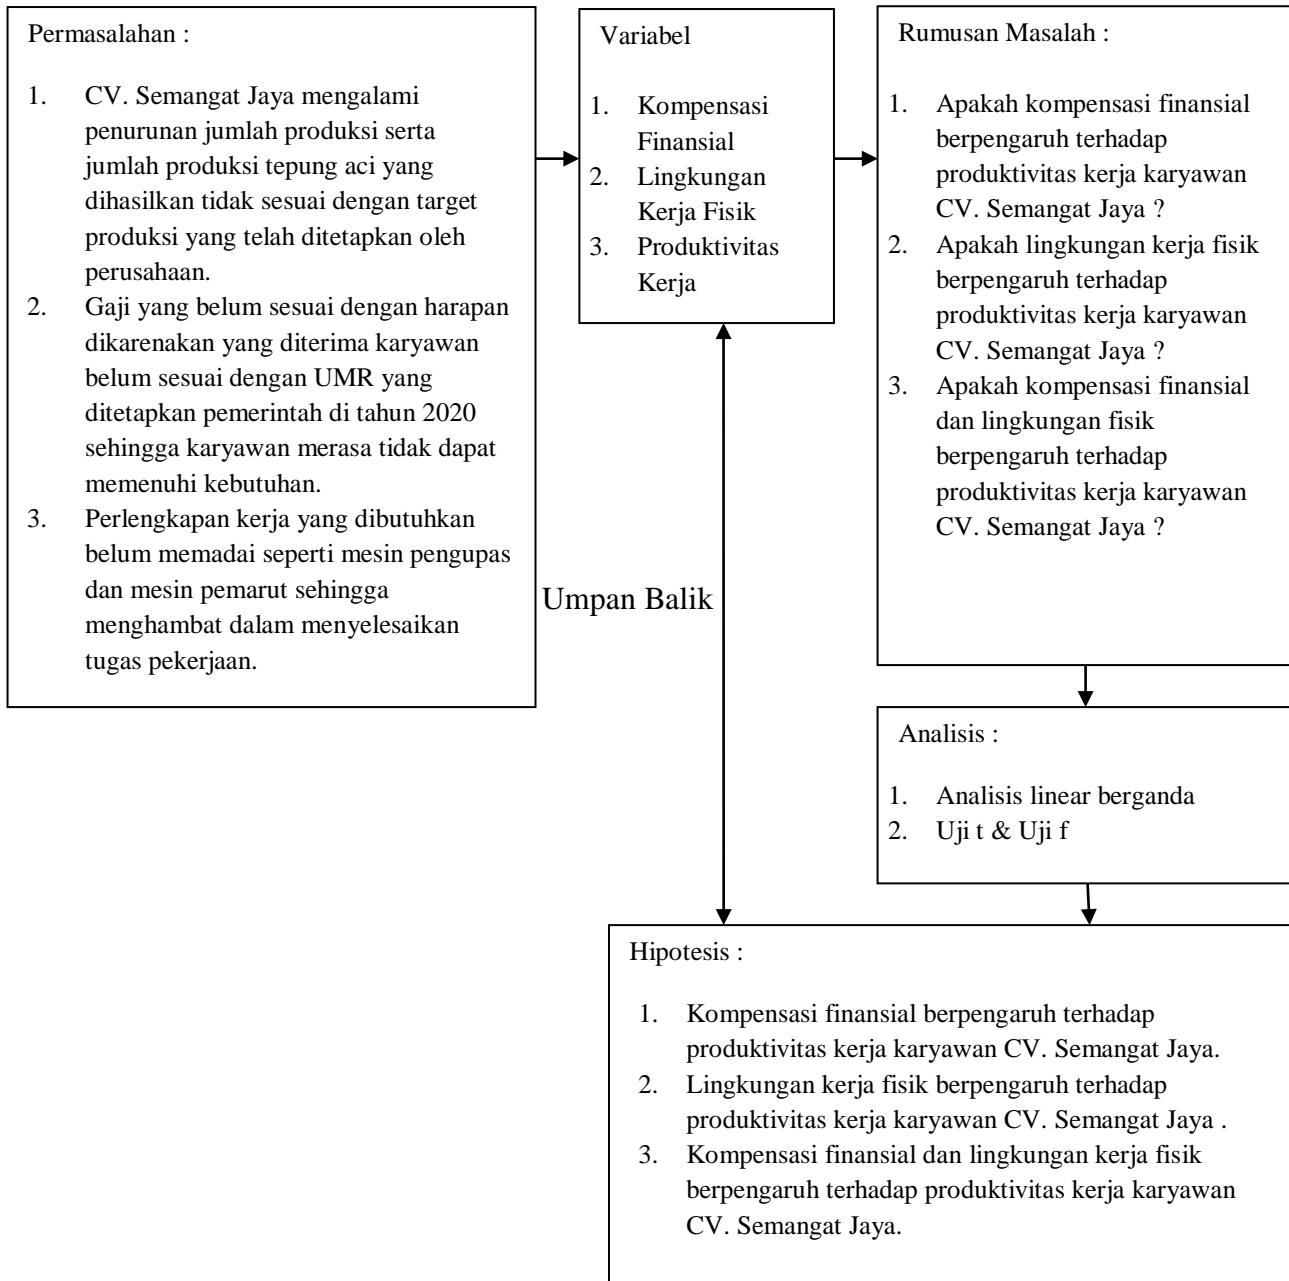 Permasalahan :
1. CV. Semangat Jaya mengalami
penurunan jumlah produksi serta
jumlah produksi tepung aci yang
dihasilkan tidak sesuai dengan target
produksi yang telah ditetapkan oleh
perusahaan.
2. Gaji yang belum sesuai dengan harapan
dikarenakan yang diterima karyawan
belum sesuai dengan UMR yang
ditetapkan pemerintah di tahun 2020
sehingga karyawan merasa tidak dapat
memenuhi kebutuhan.
3. Perlengkapan kerja yang dibutuhkan
belum memadai seperti mesin pengupas
dan mesin pemarut sehingga
menghambat dalam menyelesaikan
tugas pekerjaan.
Variabel
1. Kompensasi
Finansial
2. Lingkungan
Kerja Fisik
3. Produktivitas
Kerja
Rumusan Masalah :
1. Apakah kompensasi finansial
berpengaruh terhadap
produktivitas kerja karyawan
CV. Semangat Jaya ?
2. Apakah lingkungan kerja fisik
berpengaruh terhadap
produktivitas kerja karyawan
CV. Semangat Jaya ?
3. Apakah kompensasi finansial
dan lingkungan fisik
berpengaruh terhadap
produktivitas kerja karyawan
CV. Semangat Jaya ?
Umpan Balik
Analisis :
1. Analisis linear berganda
2. Uji t & Uji f
Hipotesis :
1. Kompensasi finansial berpengaruh terhadap
produktivitas kerja karyawan CV. Semangat Jaya.
2. Lingkungan kerja fisik berpengaruh terhadap
produktivitas kerja karyawan CV. Semangat Jaya .
3. Kompensasi finansial dan lingkungan kerja fisik
berpengaruh terhadap produktivitas kerja karyawan
CV. Semangat Jaya.